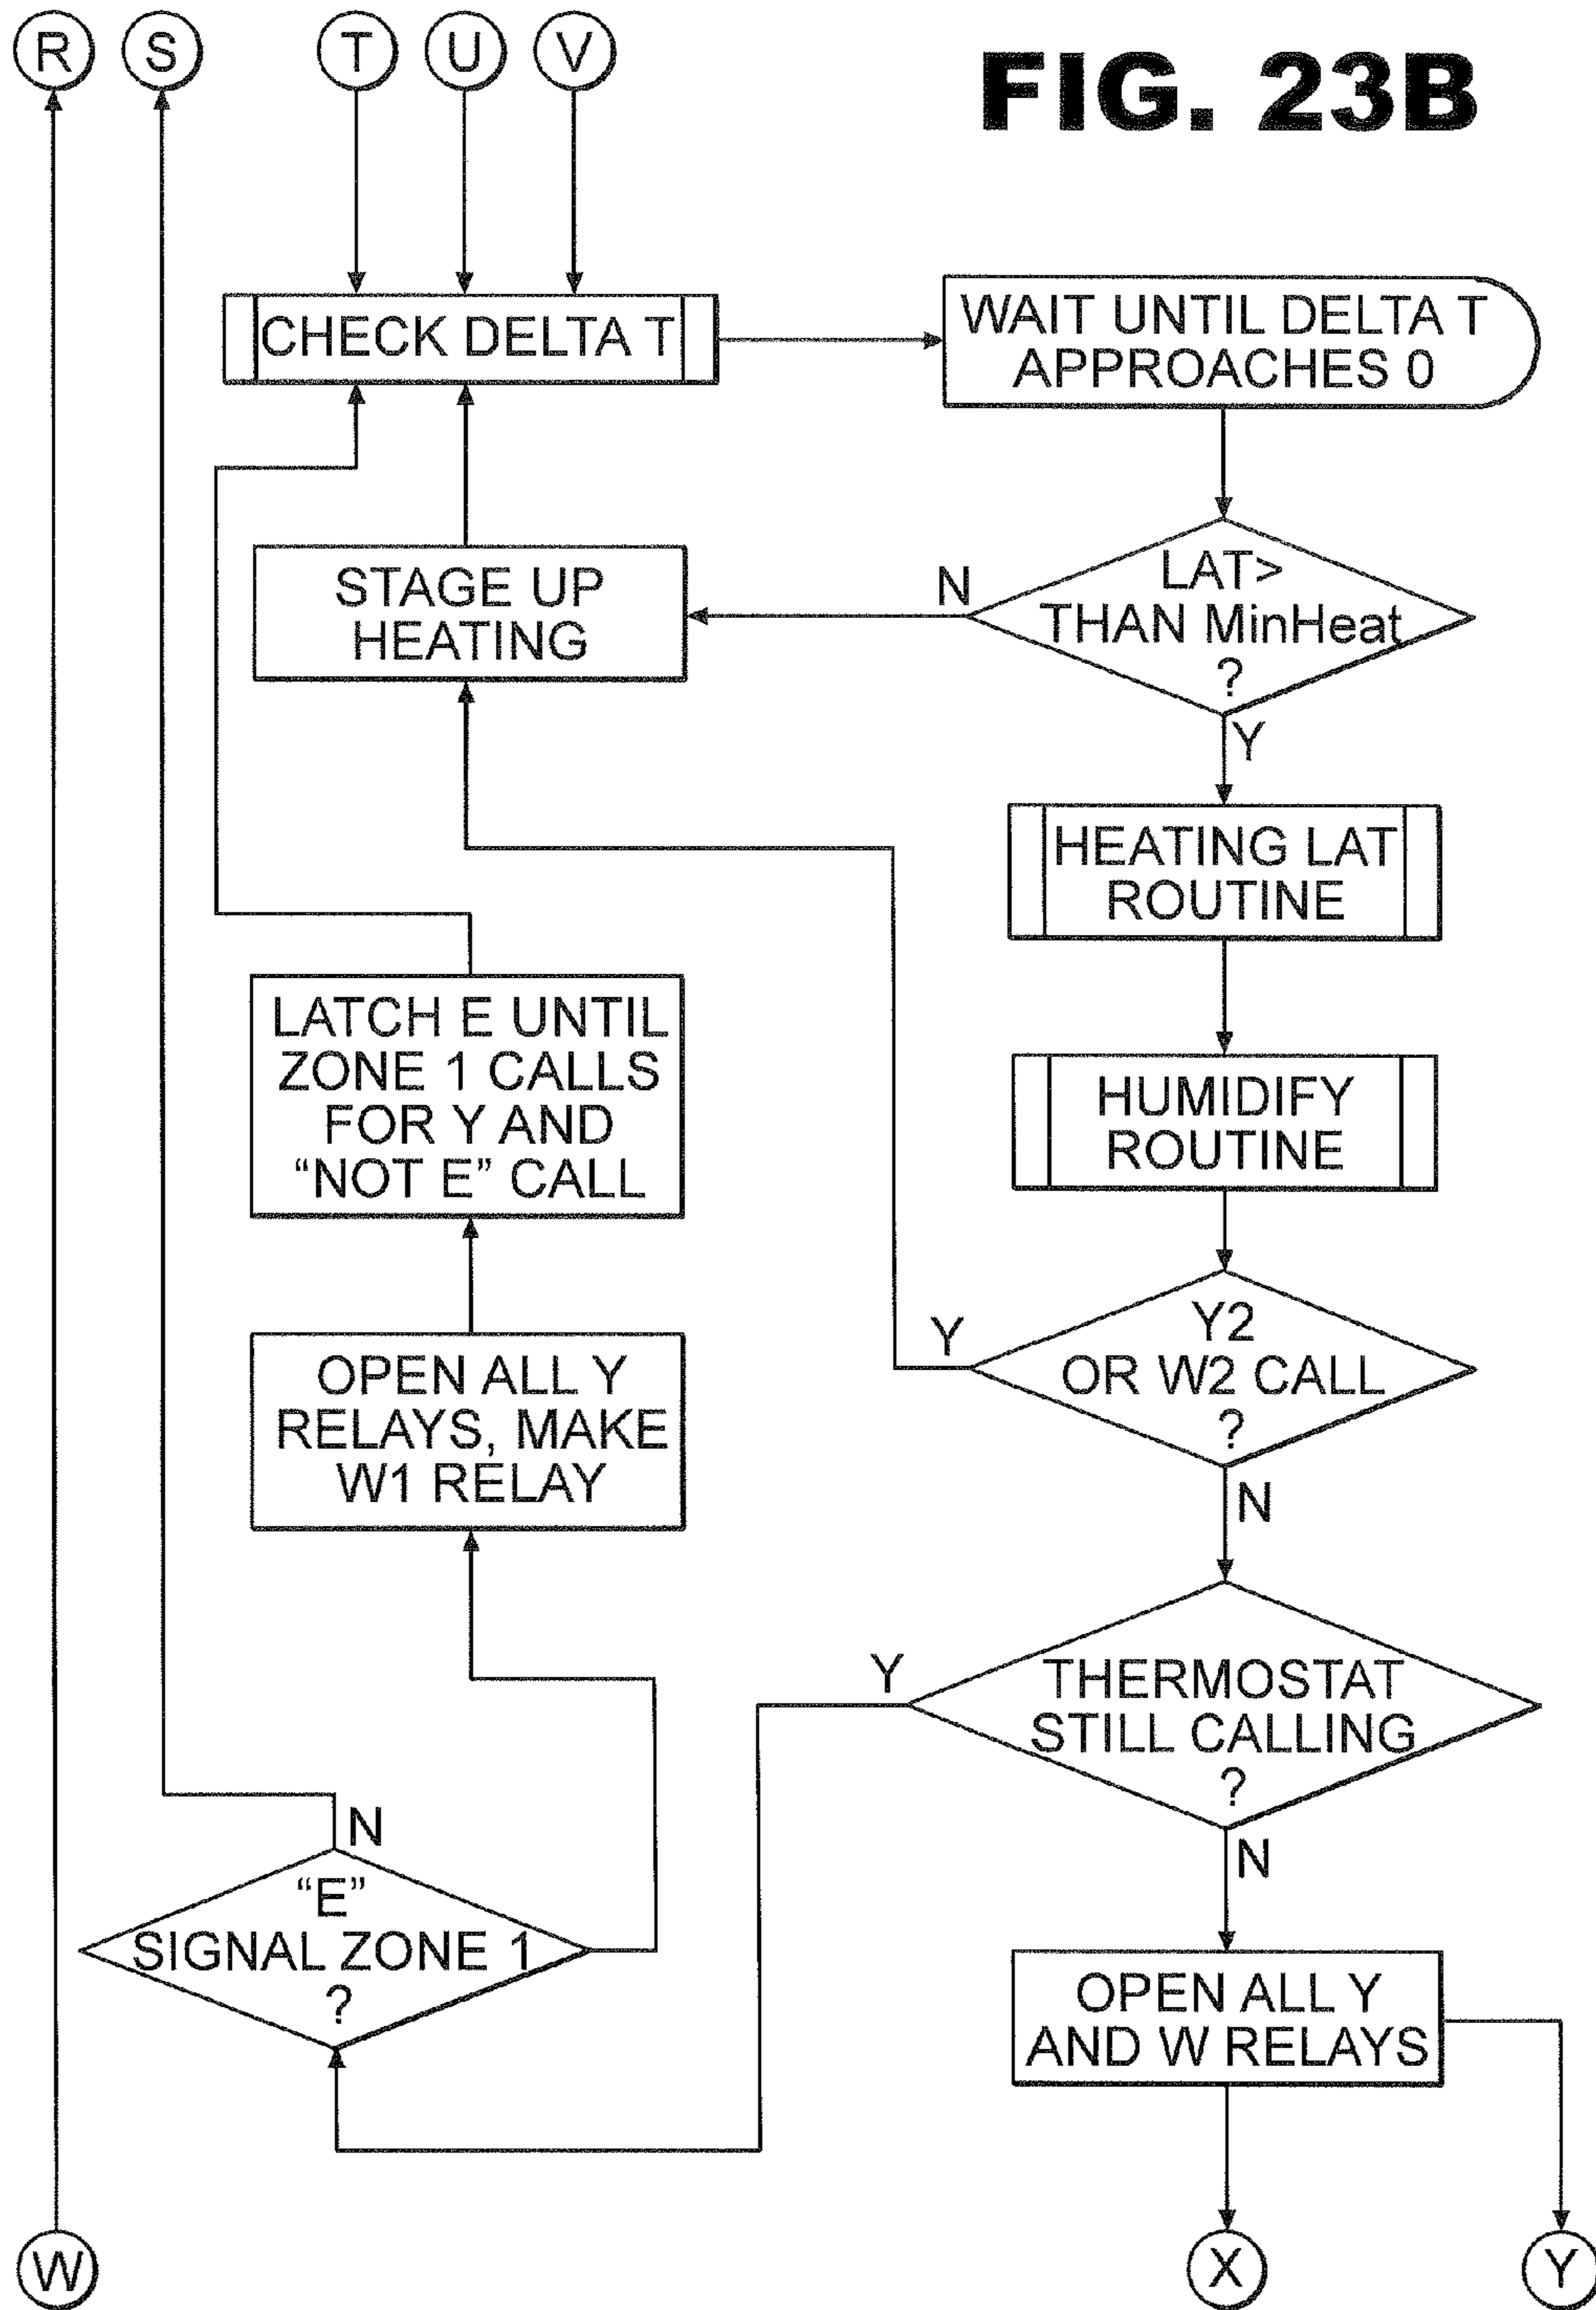 R
S
T
U
V
FIG. 23B
CHECK DELTA T
WAIT UNTIL DELTA T
APPROACHES 0
LAT>
THAN MinHeat
?
N
Y
STAGE UP
HEATING
HEATING LAT
ROUTINE
LATCH E UNTIL
ZONE 1 CALLS
FOR Y AND
“NOT E” CALL
HUMIDIFY
ROUTINE
Y2
OR W2 CALL
?
Y
N
OPEN ALL Y
RELAYS, MAKE
W1 RELAY
THERMOSTAT
STILL CALLING
?
Y
N
N
“E”
SIGNAL ZONE 1
?
OPEN ALL Y
AND W RELAYS
W
X
Y